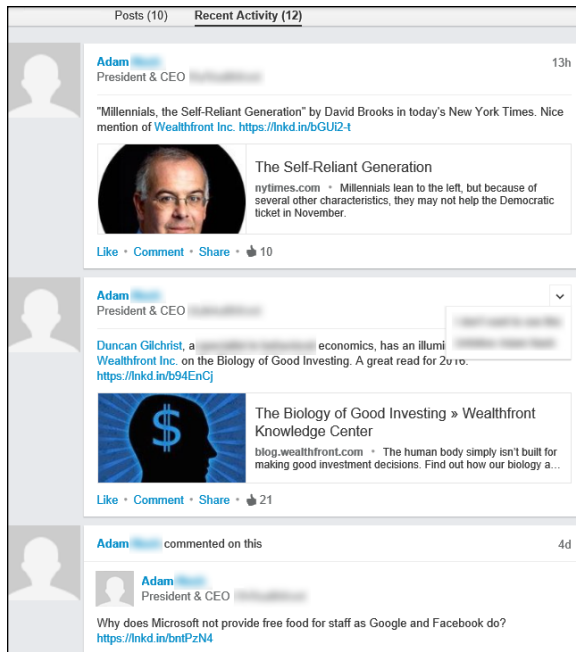 Posts (10) Recent Activity (12)
Adam
13h
President & CEO
"Millennials, the Self-Reliant Generation" by David Brooks in today's New York Times. Nice
mention of Wealthfront Inc. https://lnkd.in/bGUi2-t
The Self-Reliant Generation
nytimes.com • Millennials lean to the left, but because of
several other characteristics, they may not help the Democratic
ticket in November.
Like • Comment • Share • 10
Adam
President & CEO
Duncan Gilchrist, a economics, has an illumi
Wealthfront Inc. on the Biology of Good Investing. A great read for 2016.
https://lnkd.in/b94EnCj
The Biology of Good Investing » Wealthfront
Knowledge Center
blog.wealthfront.com • The human body simply isn't built for
making good investment decisions. Find out how our biology a...
Like • Comment • Share • 21
Adam commented on this
4d
Adam
President & CEO
Why does Microsoft not provide free food for staff as Google and Facebook do?
https://lnkd.in/bntPzN4